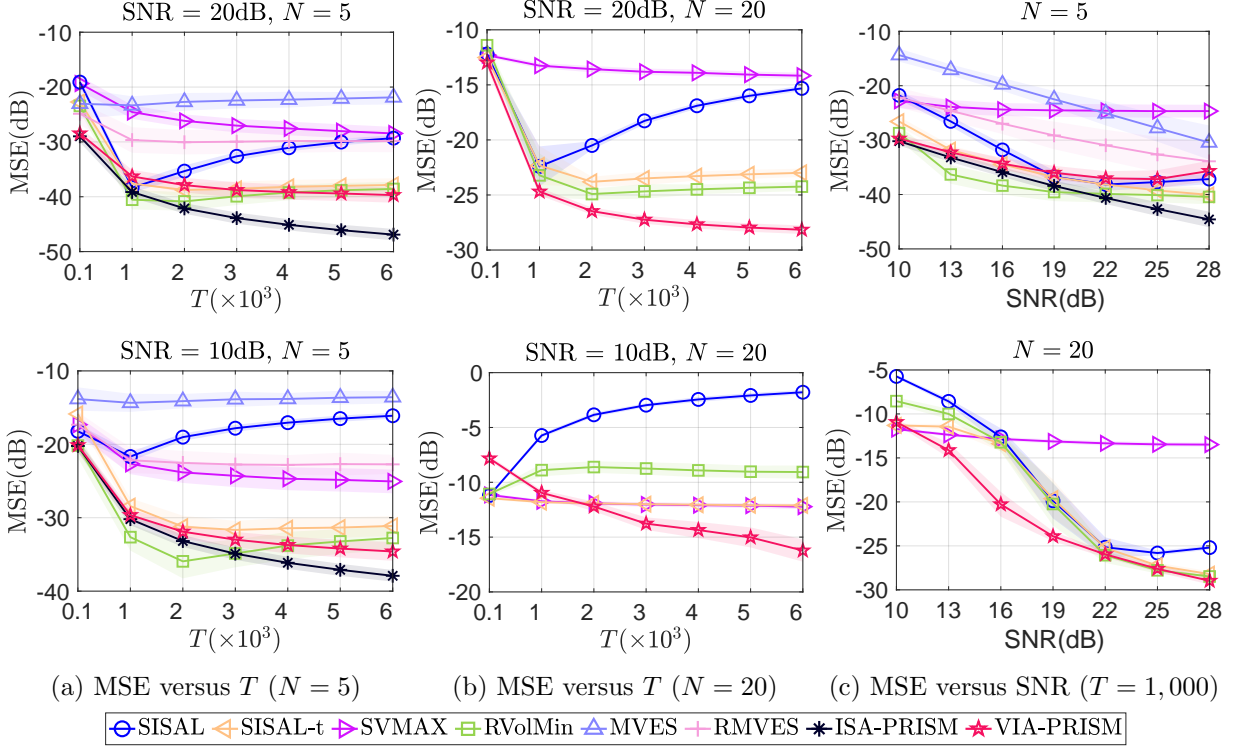 SNR = 20dB, N = 5
-10
-20
-30
-40
-50
MSE(dB)
0.1 1 2 3 4 5 6
T(×10³)
SNR = 20dB, N = 20
-10
-15
-20
-25
-30
MSE(dB)
0.1 1 2 3 4 5 6
T(×10³)
N = 5
-10
-20
-30
-40
-50
MSE(dB)
10 13 16 19 22 25 28
SNR(dB)
SNR = 10dB, N = 5
-10
-20
-30
-40
MSE(dB)
0.1 1 2 3 4 5 6
T(×10³)
SNR = 10dB, N = 20
0
-5
-10
-15
-20
MSE(dB)
0.1 1 2 3 4 5 6
T(×10³)
N = 20
-5
-10
-15
-20
-25
-30
MSE(dB)
10 13 16 19 22 25 28
SNR(dB)
(a) MSE versus T (N = 5)
(b) MSE versus T (N = 20)
(c) MSE versus SNR (T = 1,000)
SISAL SISAL-t SVMAX RVolMin MVES RMVES ISA-PRISM VIA-PRISM